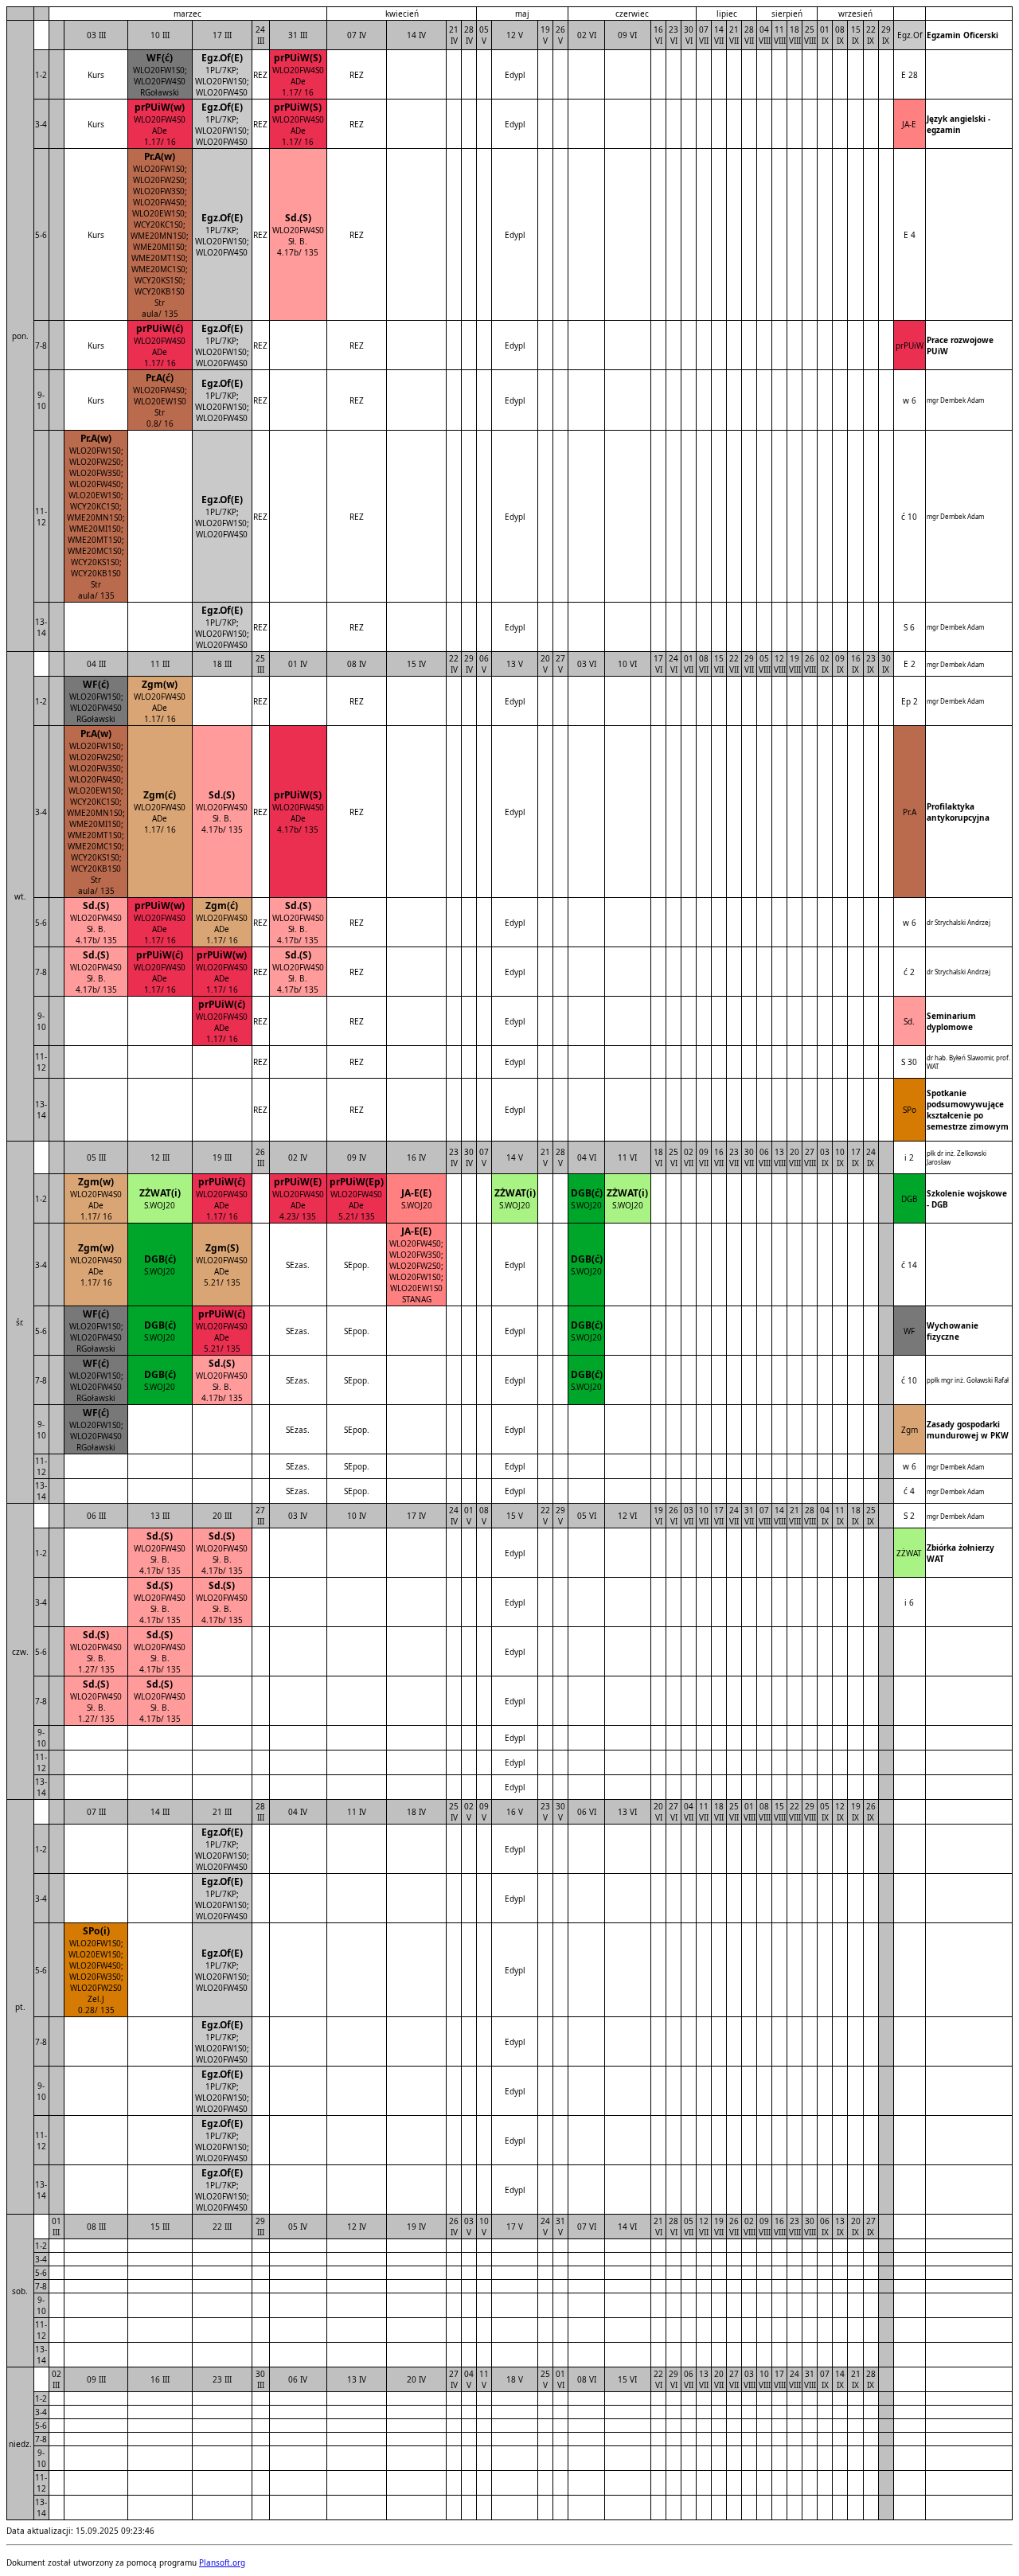 marzec kwiecień maj czerwiec lipiec sierpień wrzesień
03 III 10 III 17 III 24 III 31 III 07 IV 14 IV 21 IV 28 IV 05 V 12 V 19 V 26 V 02 VI 09 VI 16 VI 23 VI 30 VI 07 VII 14 VII 21 VII 28 VII 04 VIII 11 VIII 18 VIII 25 VIII 01 IX 08 IX 15 IX 22 IX 29 IX Egz.Of Egzamin Oficerski
pon.
1-2 Kurs WF(ć) WLO20FW1S0; WLO20FW4S0 RGoławski Egz.Of(E) 1PL/7KP; WLO20FW1S0; WLO20FW4S0 REZ prPUiW(S) WLO20FW4S0 ADe 1.17/ 16 REZ Edypl E 28
3-4 Kurs prPUiW(w) WLO20FW4S0 ADe 1.17/ 16 Egz.Of(E) 1PL/7KP; WLO20FW1S0; WLO20FW4S0 REZ prPUiW(S) WLO20FW4S0 ADe 1.17/ 16 REZ Edypl JA-E Język angielski - egzamin
5-6 Kurs Pr.A(w) WLO20FW1S0; WLO20FW2S0; WLO20FW3S0; WLO20FW4S0; WLO20EW1S0; WCY20KC1S0; WME20MN1S0; WME20MI1S0; WME20MT1S0; WME20MC1S0; WCY20KS1S0; WCY20KB1S0 Str aula/ 135 Egz.Of(E) 1PL/7KP; WLO20FW1S0; WLO20FW4S0 REZ Sd.(S) WLO20FW4S0 Sł. B. 4.17b/ 135 REZ Edypl E 4
7-8 Kurs prPUiW(ć) WLO20FW4S0 ADe 1.17/ 16 Egz.Of(E) 1PL/7KP; WLO20FW1S0; WLO20FW4S0 REZ REZ Edypl prPUiW Prace rozwojowe PUiW
9-10 Kurs Pr.A(ć) WLO20FW4S0; WLO20EW1S0 Str 0.8/ 16 Egz.Of(E) 1PL/7KP; WLO20FW1S0; WLO20FW4S0 REZ REZ Edypl w 6 mgr Dembek Adam
11-12 Pr.A(w) WLO20FW1S0; WLO20FW2S0; WLO20FW3S0; WLO20FW4S0; WLO20EW1S0; WCY20KC1S0; WME20MN1S0; WME20MI1S0; WME20MT1S0; WME20MC1S0; WCY20KS1S0; WCY20KB1S0 Str aula/ 135 Egz.Of(E) 1PL/7KP; WLO20FW1S0; WLO20FW4S0 REZ REZ Edypl ć 10 mgr Dembek Adam
13-14 Egz.Of(E) 1PL/7KP; WLO20FW1S0; WLO20FW4S0 REZ REZ Edypl S 6 mgr Dembek Adam
04 III 11 III 18 III 25 III 01 IV 08 IV 15 IV 22 IV 29 IV 06 V 13 V 20 V 27 V 03 VI 10 VI 17 VI 24 VI 01 VII 08 VII 15 VII 22 VII 29 VII 05 VIII 12 VIII 19 VIII 26 VIII 02 IX 09 IX 16 IX 23 IX 30 IX E 2 mgr Dembek Adam
wt.
1-2 WF(ć) WLO20FW1S0; WLO20FW4S0 RGoławski Zgm(w) WLO20FW4S0 ADe 1.17/ 16 REZ REZ Edypl Ep 2 mgr Dembek Adam
3-4 Pr.A(w) WLO20FW1S0; WLO20FW2S0; WLO20FW3S0; WLO20FW4S0; WLO20EW1S0; WCY20KC1S0; WME20MN1S0; WME20MI1S0; WME20MT1S0; WME20MC1S0; WCY20KS1S0; WCY20KB1S0 Str aula/ 135 Zgm(ć) WLO20FW4S0 ADe 1.17/ 16 Sd.(S) WLO20FW4S0 Sł. B. 4.17b/ 135 REZ prPUiW(S) WLO20FW4S0 ADe 4.17b/ 135 REZ Edypl Pr.A Profilaktyka antykorupcyjna
5-6 Sd.(S) WLO20FW4S0 Sł. B. 4.17b/ 135 prPUiW(w) WLO20FW4S0 ADe 1.17/ 16 Zgm(ć) WLO20FW4S0 ADe 1.17/ 16 REZ Sd.(S) WLO20FW4S0 Sł. B. 4.17b/ 135 REZ Edypl w 6 dr Strychalski Andrzej
7-8 Sd.(S) WLO20FW4S0 Sł. B. 4.17b/ 135 prPUiW(ć) WLO20FW4S0 ADe 1.17/ 16 prPUiW(w) WLO20FW4S0 ADe 1.17/ 16 REZ Sd.(S) WLO20FW4S0 Sł. B. 4.17b/ 135 REZ Edypl ć 2 dr Strychalski Andrzej
9-10 prPUiW(ć) WLO20FW4S0 ADe 1.17/ 16 REZ REZ Edypl Sd. Seminarium dyplomowe
11-12 REZ REZ Edypl S 30 dr hab. Byłeń Slawomir, prof. WAT
13-14 REZ REZ Edypl SPo Spotkanie podsumowywujące kształcenie po semestrze zimowym
05 III 12 III 19 III 26 III 02 IV 09 IV 16 IV 23 IV 30 IV 07 V 14 V 21 V 28 V 04 VI 11 VI 18 VI 25 VI 02 VII 09 VII 16 VII 23 VII 30 VII 06 VIII 13 VIII 20 VIII 27 VIII 03 IX 10 IX 17 IX 24 IX i 2 płk dr inż. Zelkowski Jarosław
śr.
1-2 Zgm(w) WLO20FW4S0 ADe 1.17/ 16 ZŻWAT(i) S.WOJ20 prPUiW(ć) WLO20FW4S0 ADe 1.17/ 16 prPUiW(E) WLO20FW4S0 ADe 4.23/ 135 prPUiW(Ep) WLO20FW4S0 ADe 5.21/ 135 JA-E(E) S.WOJ20 ZŻWAT(i) S.WOJ20 DGB(ć) S.WOJ20 ZŻWAT(i) S.WOJ20 DGB Szkolenie wojskowe - DGB
3-4 Zgm(w) WLO20FW4S0 ADe 1.17/ 16 DGB(ć) S.WOJ20 Zgm(S) WLO20FW4S0 ADe 5.21/ 135 SEzas. SEpop. JA-E(E) WLO20FW4S0; WLO20FW3S0; WLO20FW2S0; WLO20FW1S0; WLO20EW1S0 STANAG Edypl DGB(ć) S.WOJ20 ć 14
5-6 WF(ć) WLO20FW1S0; WLO20FW4S0 RGoławski DGB(ć) S.WOJ20 prPUiW(ć) WLO20FW4S0 ADe 5.21/ 135 SEzas. SEpop. Edypl DGB(ć) S.WOJ20 WF Wychowanie fizyczne
7-8 WF(ć) WLO20FW1S0; WLO20FW4S0 RGoławski DGB(ć) S.WOJ20 Sd.(S) WLO20FW4S0 Sł. B. 4.17b/ 135 SEzas. SEpop. Edypl DGB(ć) S.WOJ20 ć 10 ppłk mgr inż. Goławski Rafał
9-10 WF(ć) WLO20FW1S0; WLO20FW4S0 RGoławski SEzas. SEpop. Edypl Zgm Zasady gospodarki mundurowej w PKW
11-12 SEzas. SEpop. Edypl w 6 mgr Dembek Adam
13-14 SEzas. SEpop. Edypl ć 4 mgr Dembek Adam
06 III 13 III 20 III 27 III 03 IV 10 IV 17 IV 24 IV 01 V 08 V 15 V 22 V 29 V 05 VI 12 VI 19 VI 26 VI 03 VII 10 VII 17 VII 24 VII 31 VII 07 VIII 14 VIII 21 VIII 28 VIII 04 IX 11 IX 18 IX 25 IX S 2 mgr Dembek Adam
czw.
1-2 Sd.(S) WLO20FW4S0 Sł. B. 4.17b/ 135 Sd.(S) WLO20FW4S0 Sł. B. 4.17b/ 135 Edypl ZŻWAT Zbiórka żołnierzy WAT
3-4 Sd.(S) WLO20FW4S0 Sł. B. 4.17b/ 135 Sd.(S) WLO20FW4S0 Sł. B. 4.17b/ 135 Edypl i 6
5-6 Sd.(S) WLO20FW4S0 Sł. B. 1.27/ 135 Sd.(S) WLO20FW4S0 Sł. B. 4.17b/ 135 Edypl
7-8 Sd.(S) WLO20FW4S0 Sł. B. 1.27/ 135 Sd.(S) WLO20FW4S0 Sł. B. 4.17b/ 135 Edypl
9-10 Edypl
11-12 Edypl
13-14 Edypl
07 III 14 III 21 III 28 III 04 IV 11 IV 18 IV 25 IV 02 V 09 V 16 V 23 V 30 V 06 VI 13 VI 20 VI 27 VI 04 VII 11 VII 18 VII 25 VII 01 VIII 08 VIII 15 VIII 22 VIII 29 VIII 05 IX 12 IX 19 IX 26 IX
pt.
1-2 Egz.Of(E) 1PL/7KP; WLO20FW1S0; WLO20FW4S0 Edypl
3-4 Egz.Of(E) 1PL/7KP; WLO20FW1S0; WLO20FW4S0 Edypl
5-6 SPo(i) WLO20FW1S0; WLO20EW1S0; WLO20FW4S0; WLO20FW3S0; WLO20FW2S0 Zel.J 0.28/ 135 Egz.Of(E) 1PL/7KP; WLO20FW1S0; WLO20FW4S0 Edypl
7-8 Egz.Of(E) 1PL/7KP; WLO20FW1S0; WLO20FW4S0 Edypl
9-10 Egz.Of(E) 1PL/7KP; WLO20FW1S0; WLO20FW4S0 Edypl
11-12 Egz.Of(E) 1PL/7KP; WLO20FW1S0; WLO20FW4S0 Edypl
13-14 Egz.Of(E) 1PL/7KP; WLO20FW1S0; WLO20FW4S0 Edypl
01 III 08 III 15 III 22 III 29 III 05 IV 12 IV 19 IV 26 IV 03 V 10 V 17 V 24 V 31 V 07 VI 14 VI 21 VI 28 VI 05 VII 12 VII 19 VII 26 VII 02 VIII 09 VIII 16 VIII 23 VIII 30 VIII 06 IX 13 IX 20 IX 27 IX
sob.
1-2
3-4
5-6
7-8
9-10
11-12
13-14
02 III 09 III 16 III 23 III 30 III 06 IV 13 IV 20 IV 27 IV 04 V 11 V 18 V 25 V 01 VI 08 VI 15 VI 22 VI 29 VI 06 VII 13 VII 20 VII 27 VII 03 VIII 10 VIII 17 VIII 24 VIII 31 VIII 07 IX 14 IX 21 IX 28 IX
niedz.
1-2
3-4
5-6
7-8
9-10
11-12
13-14
Data aktualizacji: 15.09.2025 09:23:46
Dokument został utworzony za pomocą programu Plansoft.org